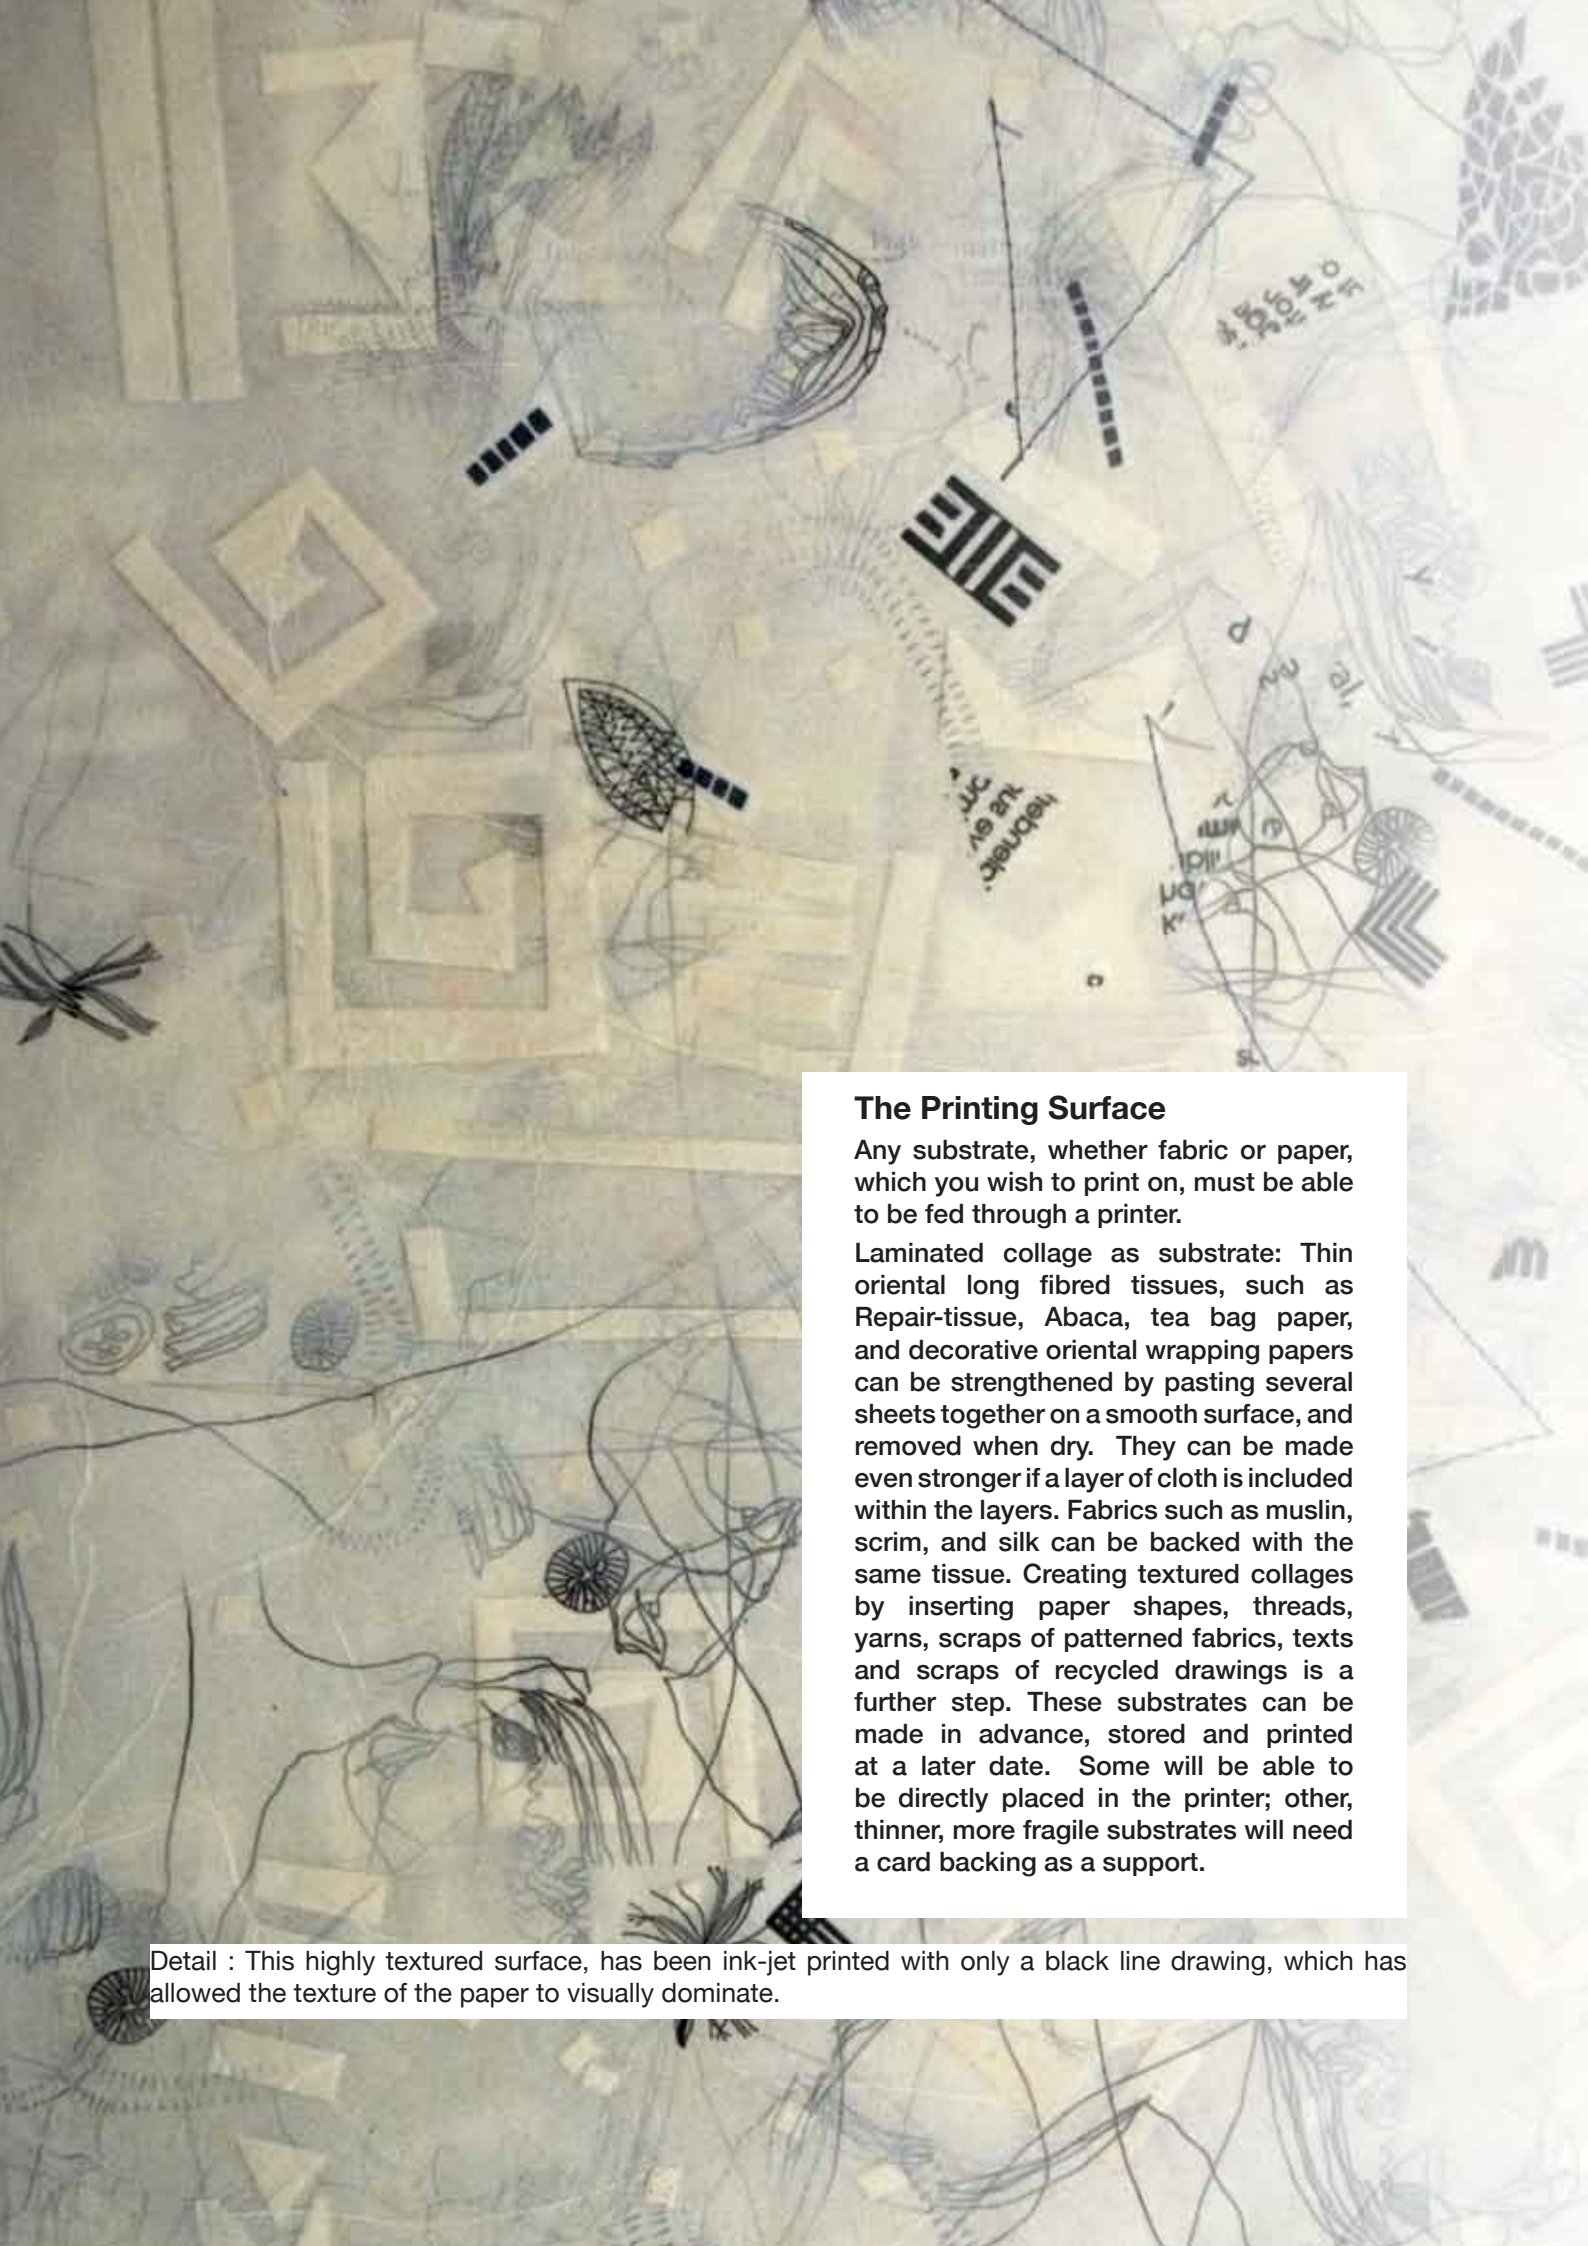 The Printing Surface
Any substrate, whether fabric or paper,
which you wish to print on, must be able
to be fed through a printer.
Laminated collage as substrate: Thin
oriental long fibred tissues, such as
Repair-tissue, Abaca, tea bag paper,
and decorative oriental wrapping papers
can be strengthened by pasting several
sheets together on a smooth surface, and
removed when dry.  They can be made
even stronger if a layer of cloth is included
within the layers. Fabrics such as muslin,
scrim, and silk can be backed with the
same tissue. Creating textured collages
by inserting paper shapes, threads,
yarns, scraps of patterned fabrics, texts
and scraps of recycled drawings is a
further step. These substrates can be
made in advance, stored and printed
at a later date.  Some will be able to
be directly placed in the printer; other,
thinner, more fragile substrates will need
a card backing as a support.
Detail : This highly textured surface, has been ink-jet printed with only a black line drawing, which has
allowed the texture of the paper to visually dominate.